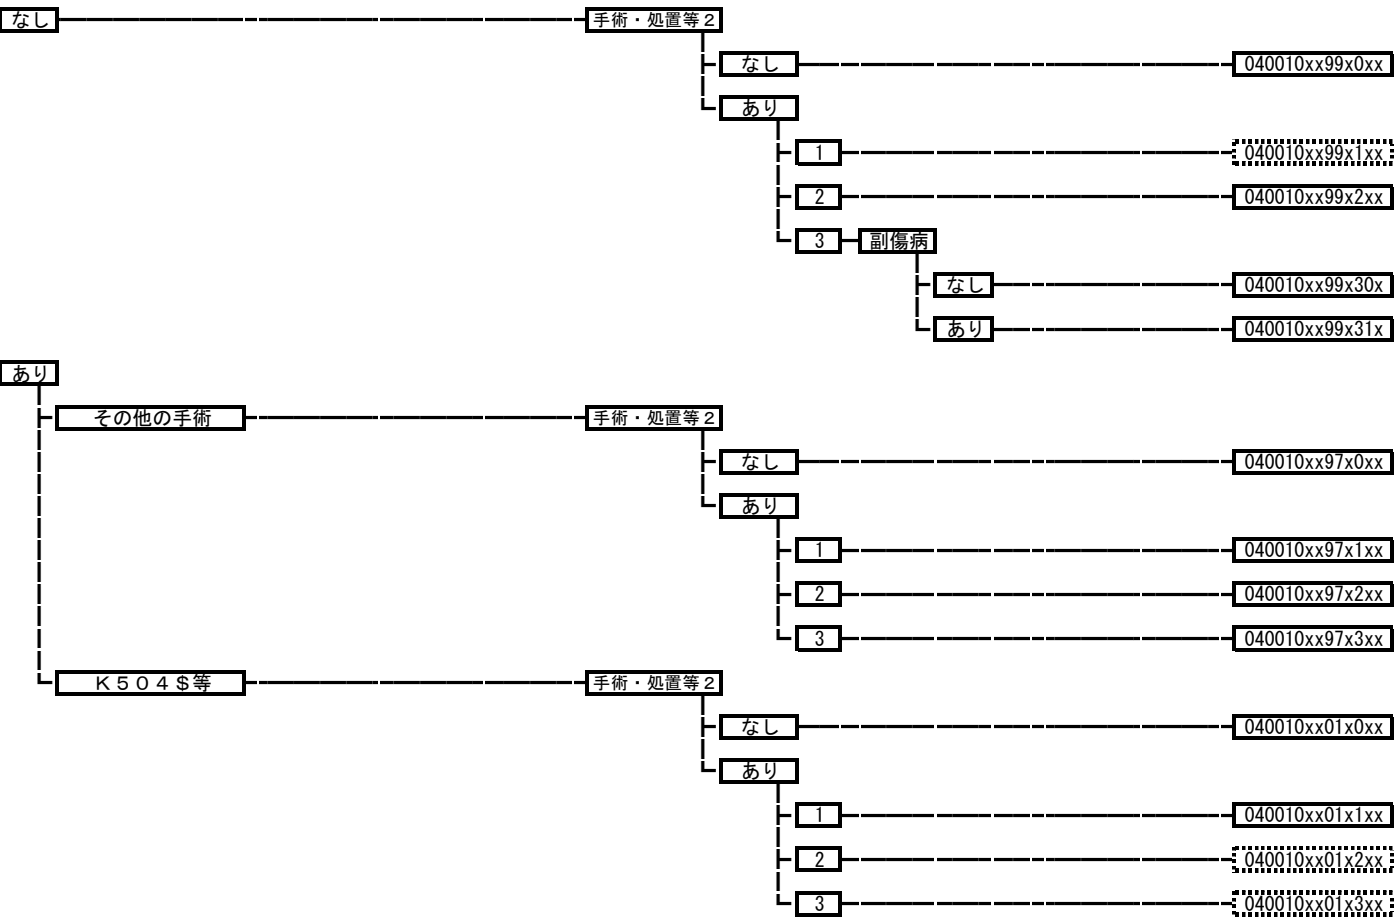 なし 手術・処置等２
なし 040010xx99x0xx
あり
1 040010xx99x1xx
2 040010xx99x2xx
3 副傷病
なし 040010xx99x30x
あり 040010xx99x31x
あり
その他の手術 手術・処置等２
なし 040010xx97x0xx
あり
1 040010xx97x1xx
2 040010xx97x2xx
3 040010xx97x3xx
Ｋ５０４＄等 手術・処置等２
なし 040010xx01x0xx
あり
1 040010xx01x1xx
2 040010xx01x2xx
3 040010xx01x3xx